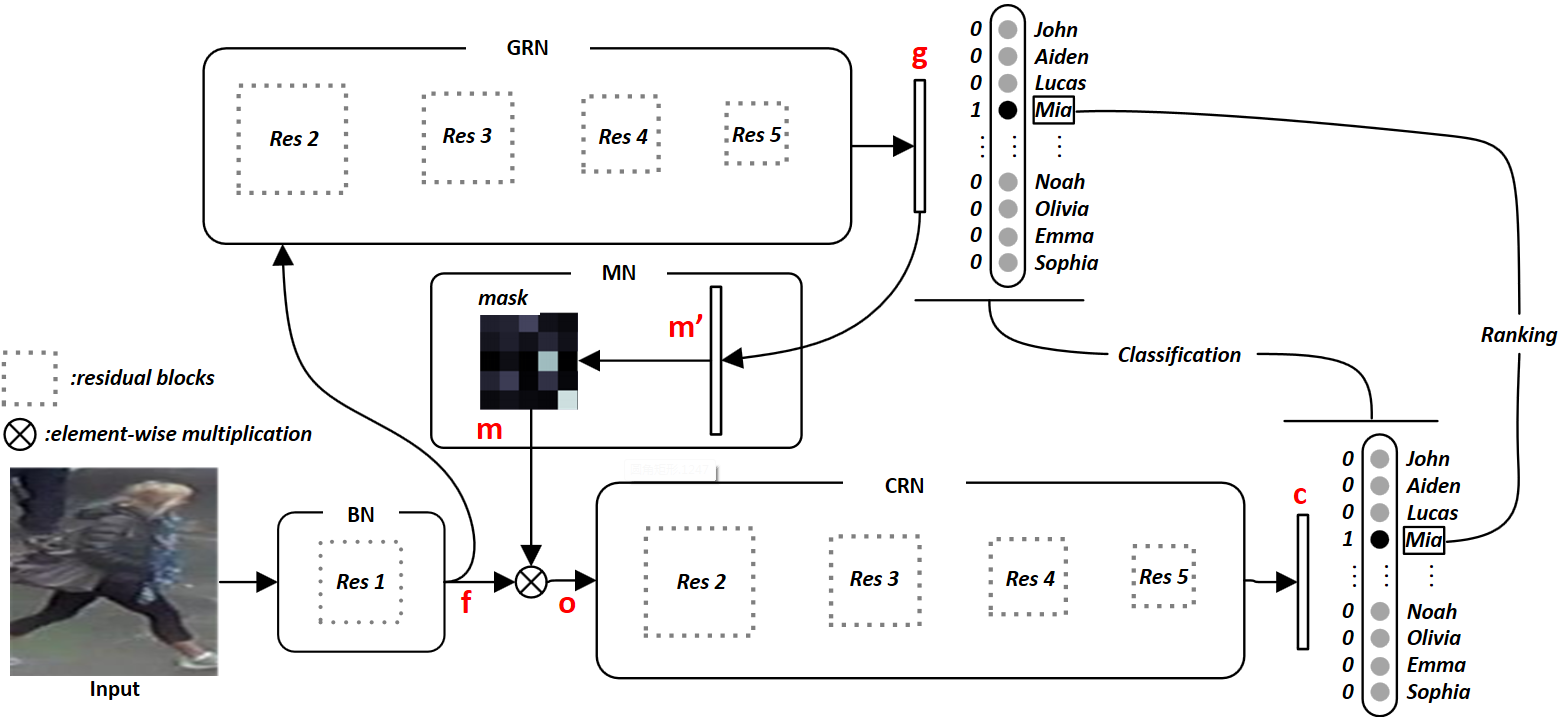 GRN
Res 2
Res 3
Res 4
Res 5
g
0 John
0 Aiden
0 Lucas
1 Mia
0 Noah
0 Olivia
0 Emma
0 Sophia
MN
mask
m’
m
Ranking
Classification
:residual blocks
:element-wise multiplication
Input
BN
Res 1
f
o
CRN
Res 2
Res 3
Res 4
Res 5
c
0 John
0 Aiden
0 Lucas
1 Mia
0 Noah
0 Olivia
0 Emma
0 Sophia